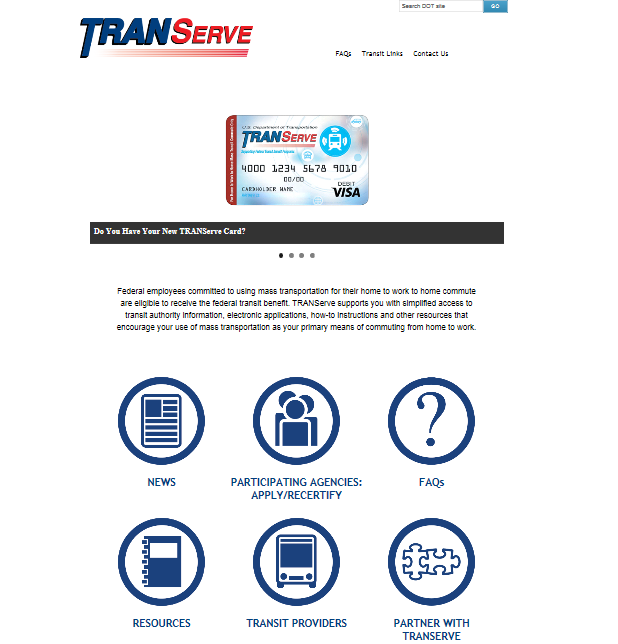 Search DOT site
GO
TRANSERVE
FAQs Transit Links Contact Us
U.S. Department of Transportation
TRANSERVE
4000 1234 5678 9010
00/00
CARDHOLDER NAME
DEBIT
VISA
Do You Have Your New TRANServe Card?
Federal employees committed to using mass transportation for their home to work to home commute
are eligible to receive the federal transit benefit. TRANServe supports you with simplified access to
transit authority information, electronic applications, how-to instructions and other resources that
encourage your use of mass transportation as your primary means of commuting from home to work.
NEWS
PARTICIPATING AGENCIES:
APPLY/RECERTIFY
FAQs
RESOURCES
TRANSIT PROVIDERS
PARTNER WITH
TRANSERVE